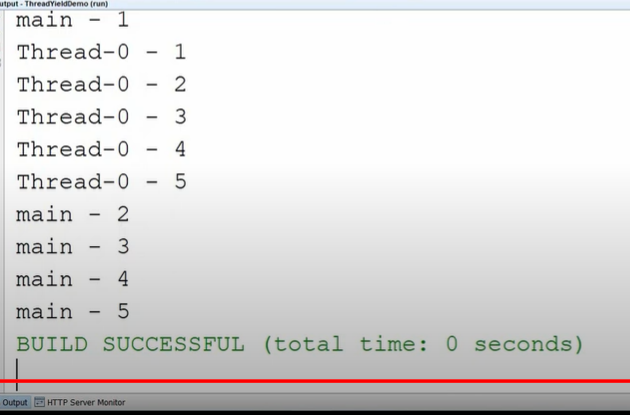 utput - ThreadYieldDemo (run)
main - 1
Thread-0 - 1
Thread-0 - 2
Thread-0 - 3
Thread-0 - 4
Thread-0 - 5
main - 2
main - 3
main - 4
main - 5
BUILD SUCCESSFUL (total time: 0 seconds)
Output HTTP Server Monitor